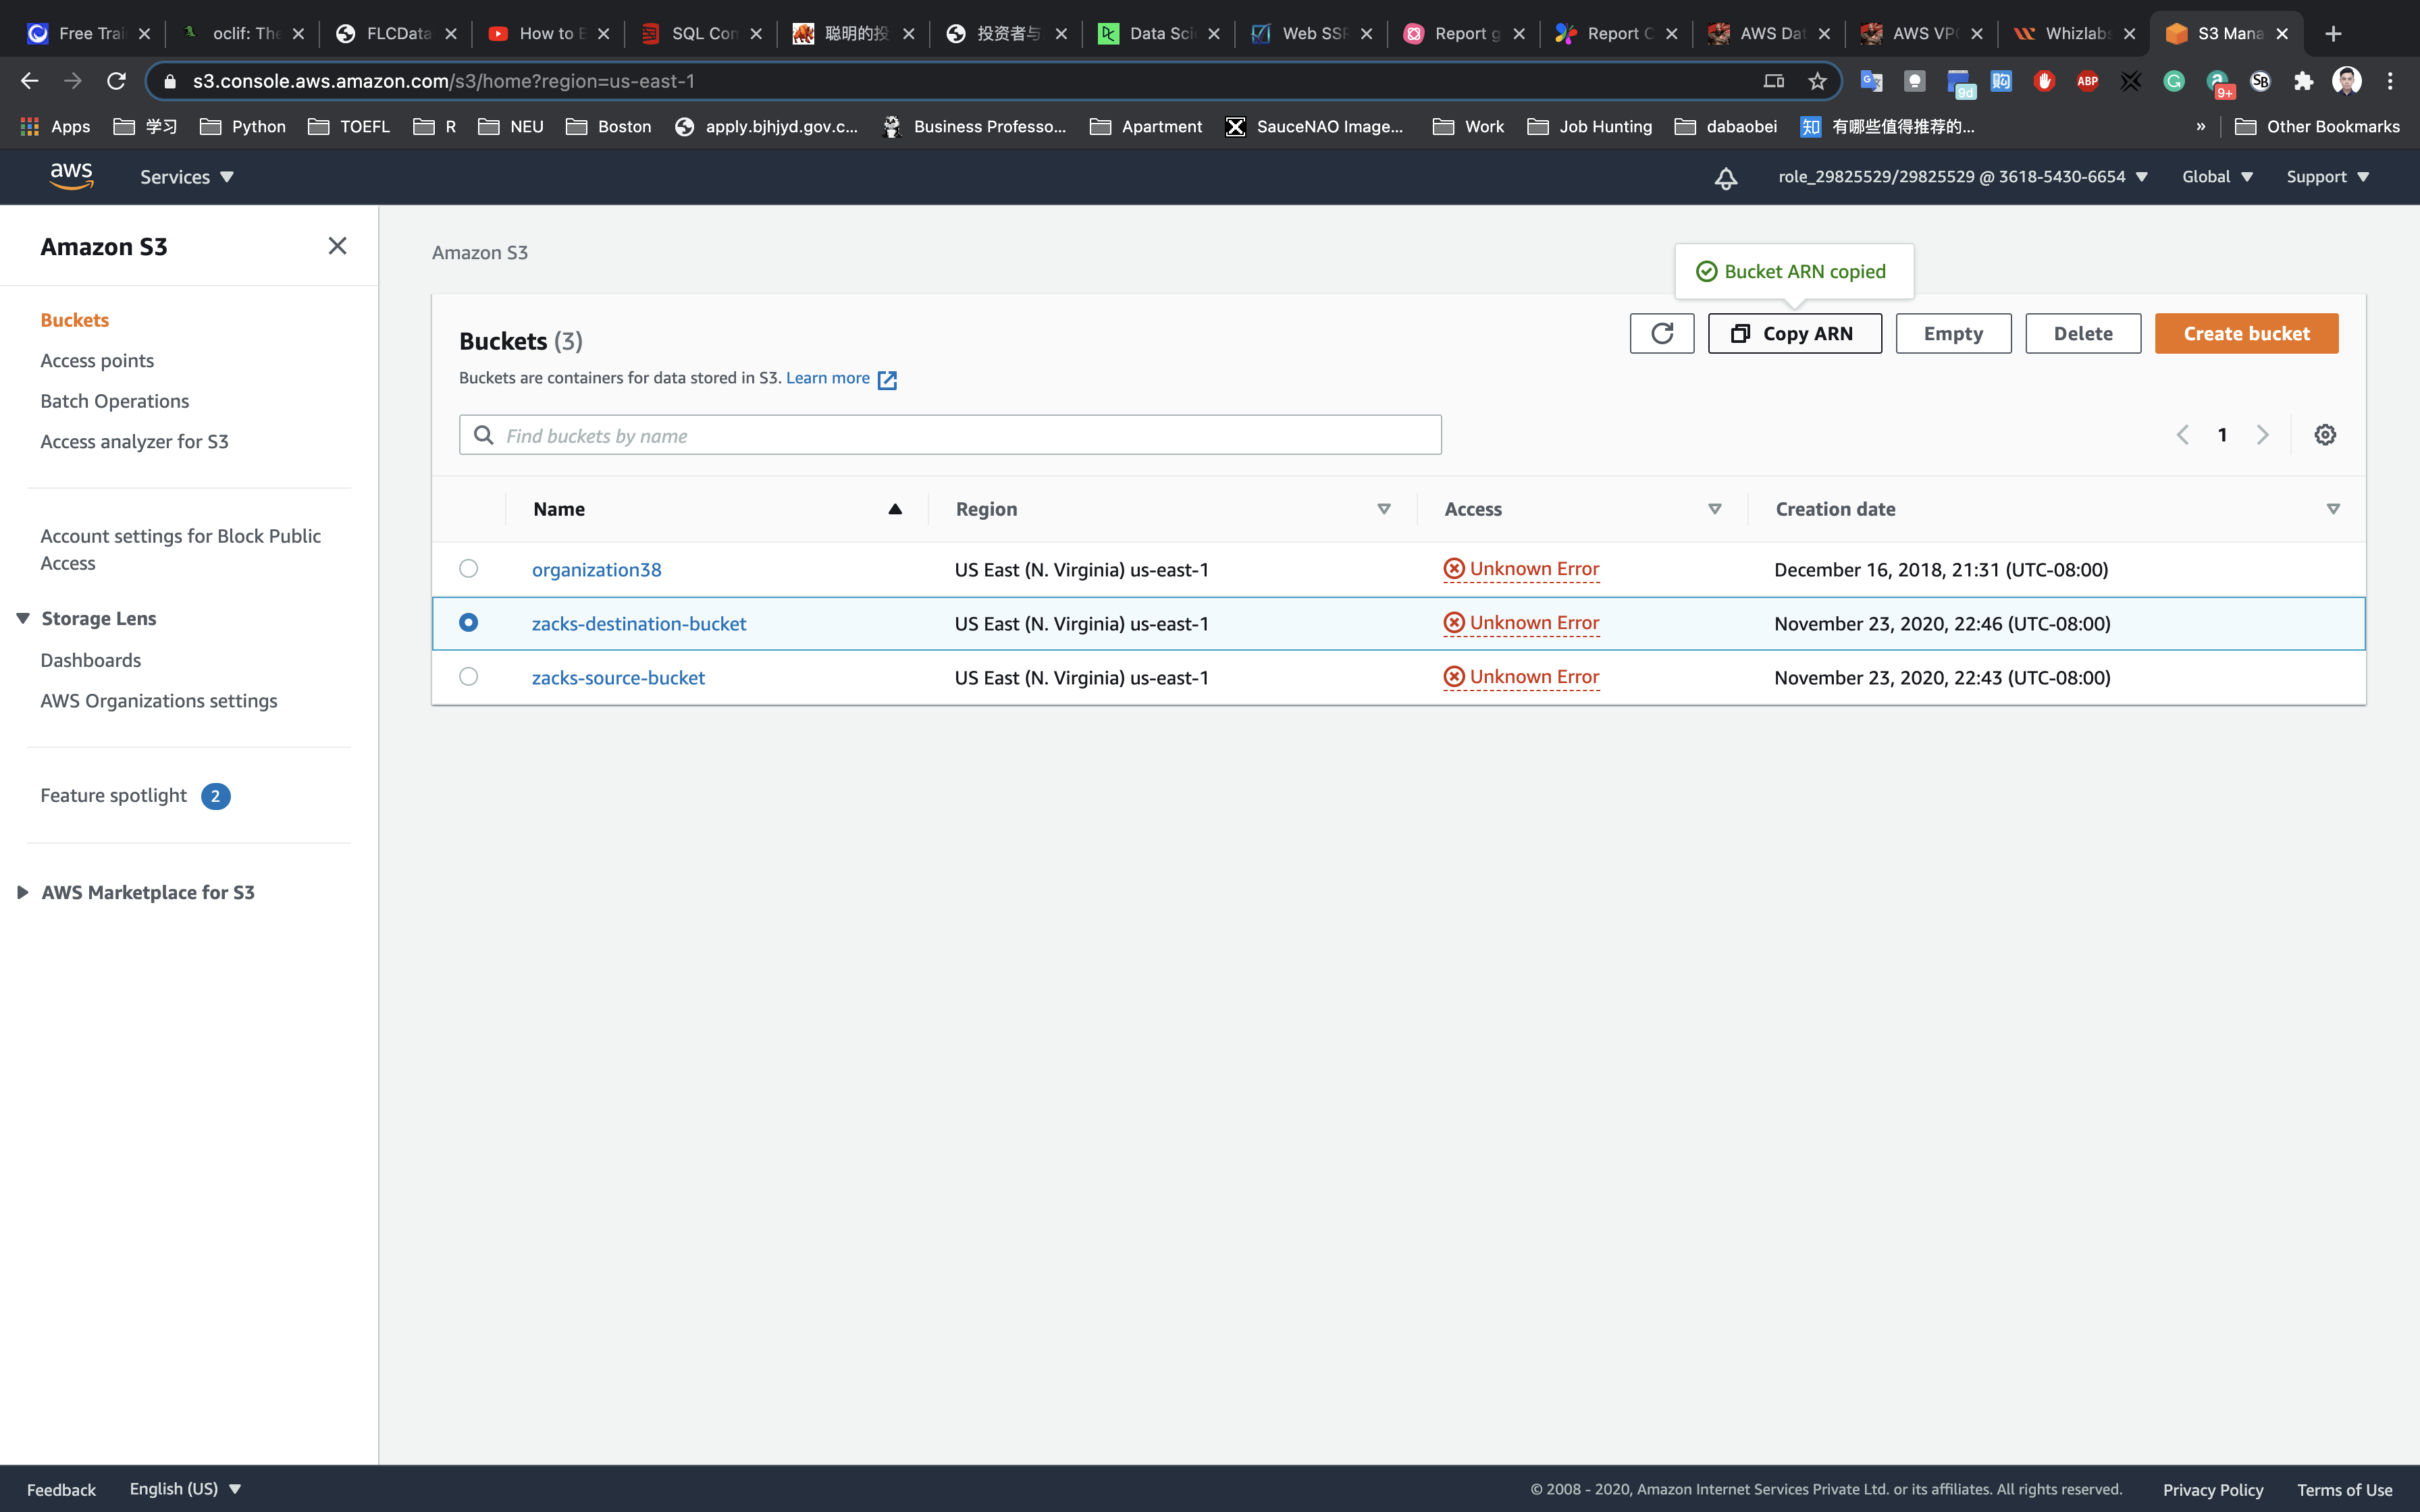 Free Trai
oclif: The
FLCData
How to E
SQL Con
聪明的投
投资者与
Data Sci
Web SSR
Report g
Report C
AWS Dat
AWS VPC
Whizlabs
S3 Mana
s3.console.aws.amazon.com/s3/home?region=us-east-1
9d
ABP
9+
SB
Apps
学习
Python
TOEFL
R
NEU
Boston
apply.bjhjyd.gov.c...
Business Professo...
Apartment
SauceNAO Image...
Work
Job Hunting
dabaobei
知 有哪些值得推荐的...
»
Other Bookmarks
aws
Services
role_29825529/29825529 @ 3618-5430-6654
Global
Support
Amazon S3
Buckets
Access points
Batch Operations
Access analyzer for S3
Account settings for Block Public
Access
Storage Lens
Dashboards
AWS Organizations settings
Feature spotlight 2
AWS Marketplace for S3
Amazon S3
Bucket ARN copied
Buckets (3)
Copy ARN
Empty
Delete
Create bucket
Buckets are containers for data stored in S3. Learn more
Find buckets by name
1
Name Region Access Creation date
organization38 US East (N. Virginia) us-east-1 Unknown Error December 16, 2018, 21:31 (UTC-08:00)
zacks-destination-bucket US East (N. Virginia) us-east-1 Unknown Error November 23, 2020, 22:46 (UTC-08:00)
zacks-source-bucket US East (N. Virginia) us-east-1 Unknown Error November 23, 2020, 22:43 (UTC-08:00)
Feedback
English (US)
© 2008 - 2020, Amazon Internet Services Private Ltd. or its affiliates. All rights reserved.
Privacy Policy
Terms of Use